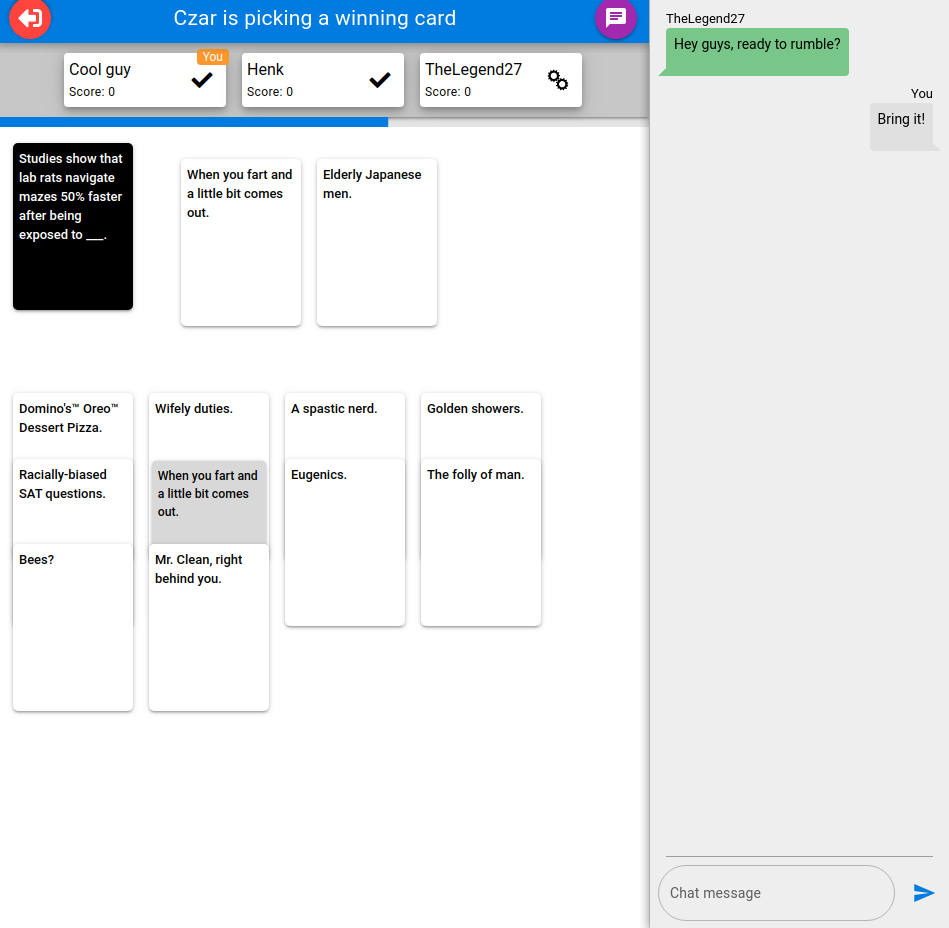 Czar is picking a winning card
You
Cool guy
Score: 0
Henk
Score: 0
TheLegend27
Score: 0
Studies show that
lab rats navigate
mazes 50% faster
after being
exposed to ___.
When you fart and
a little bit comes
out.
Elderly Japanese
men.
Domino's™ Oreo™
Dessert Pizza.
Wifely duties.
A spastic nerd.
Golden showers.
Racially-biased
SAT questions.
When you fart and
a little bit comes
out.
Eugenics.
The folly of man.
Bees?
Mr. Clean, right
behind you.
TheLegend27
Hey guys, ready to rumble?
You
Bring it!
Chat message